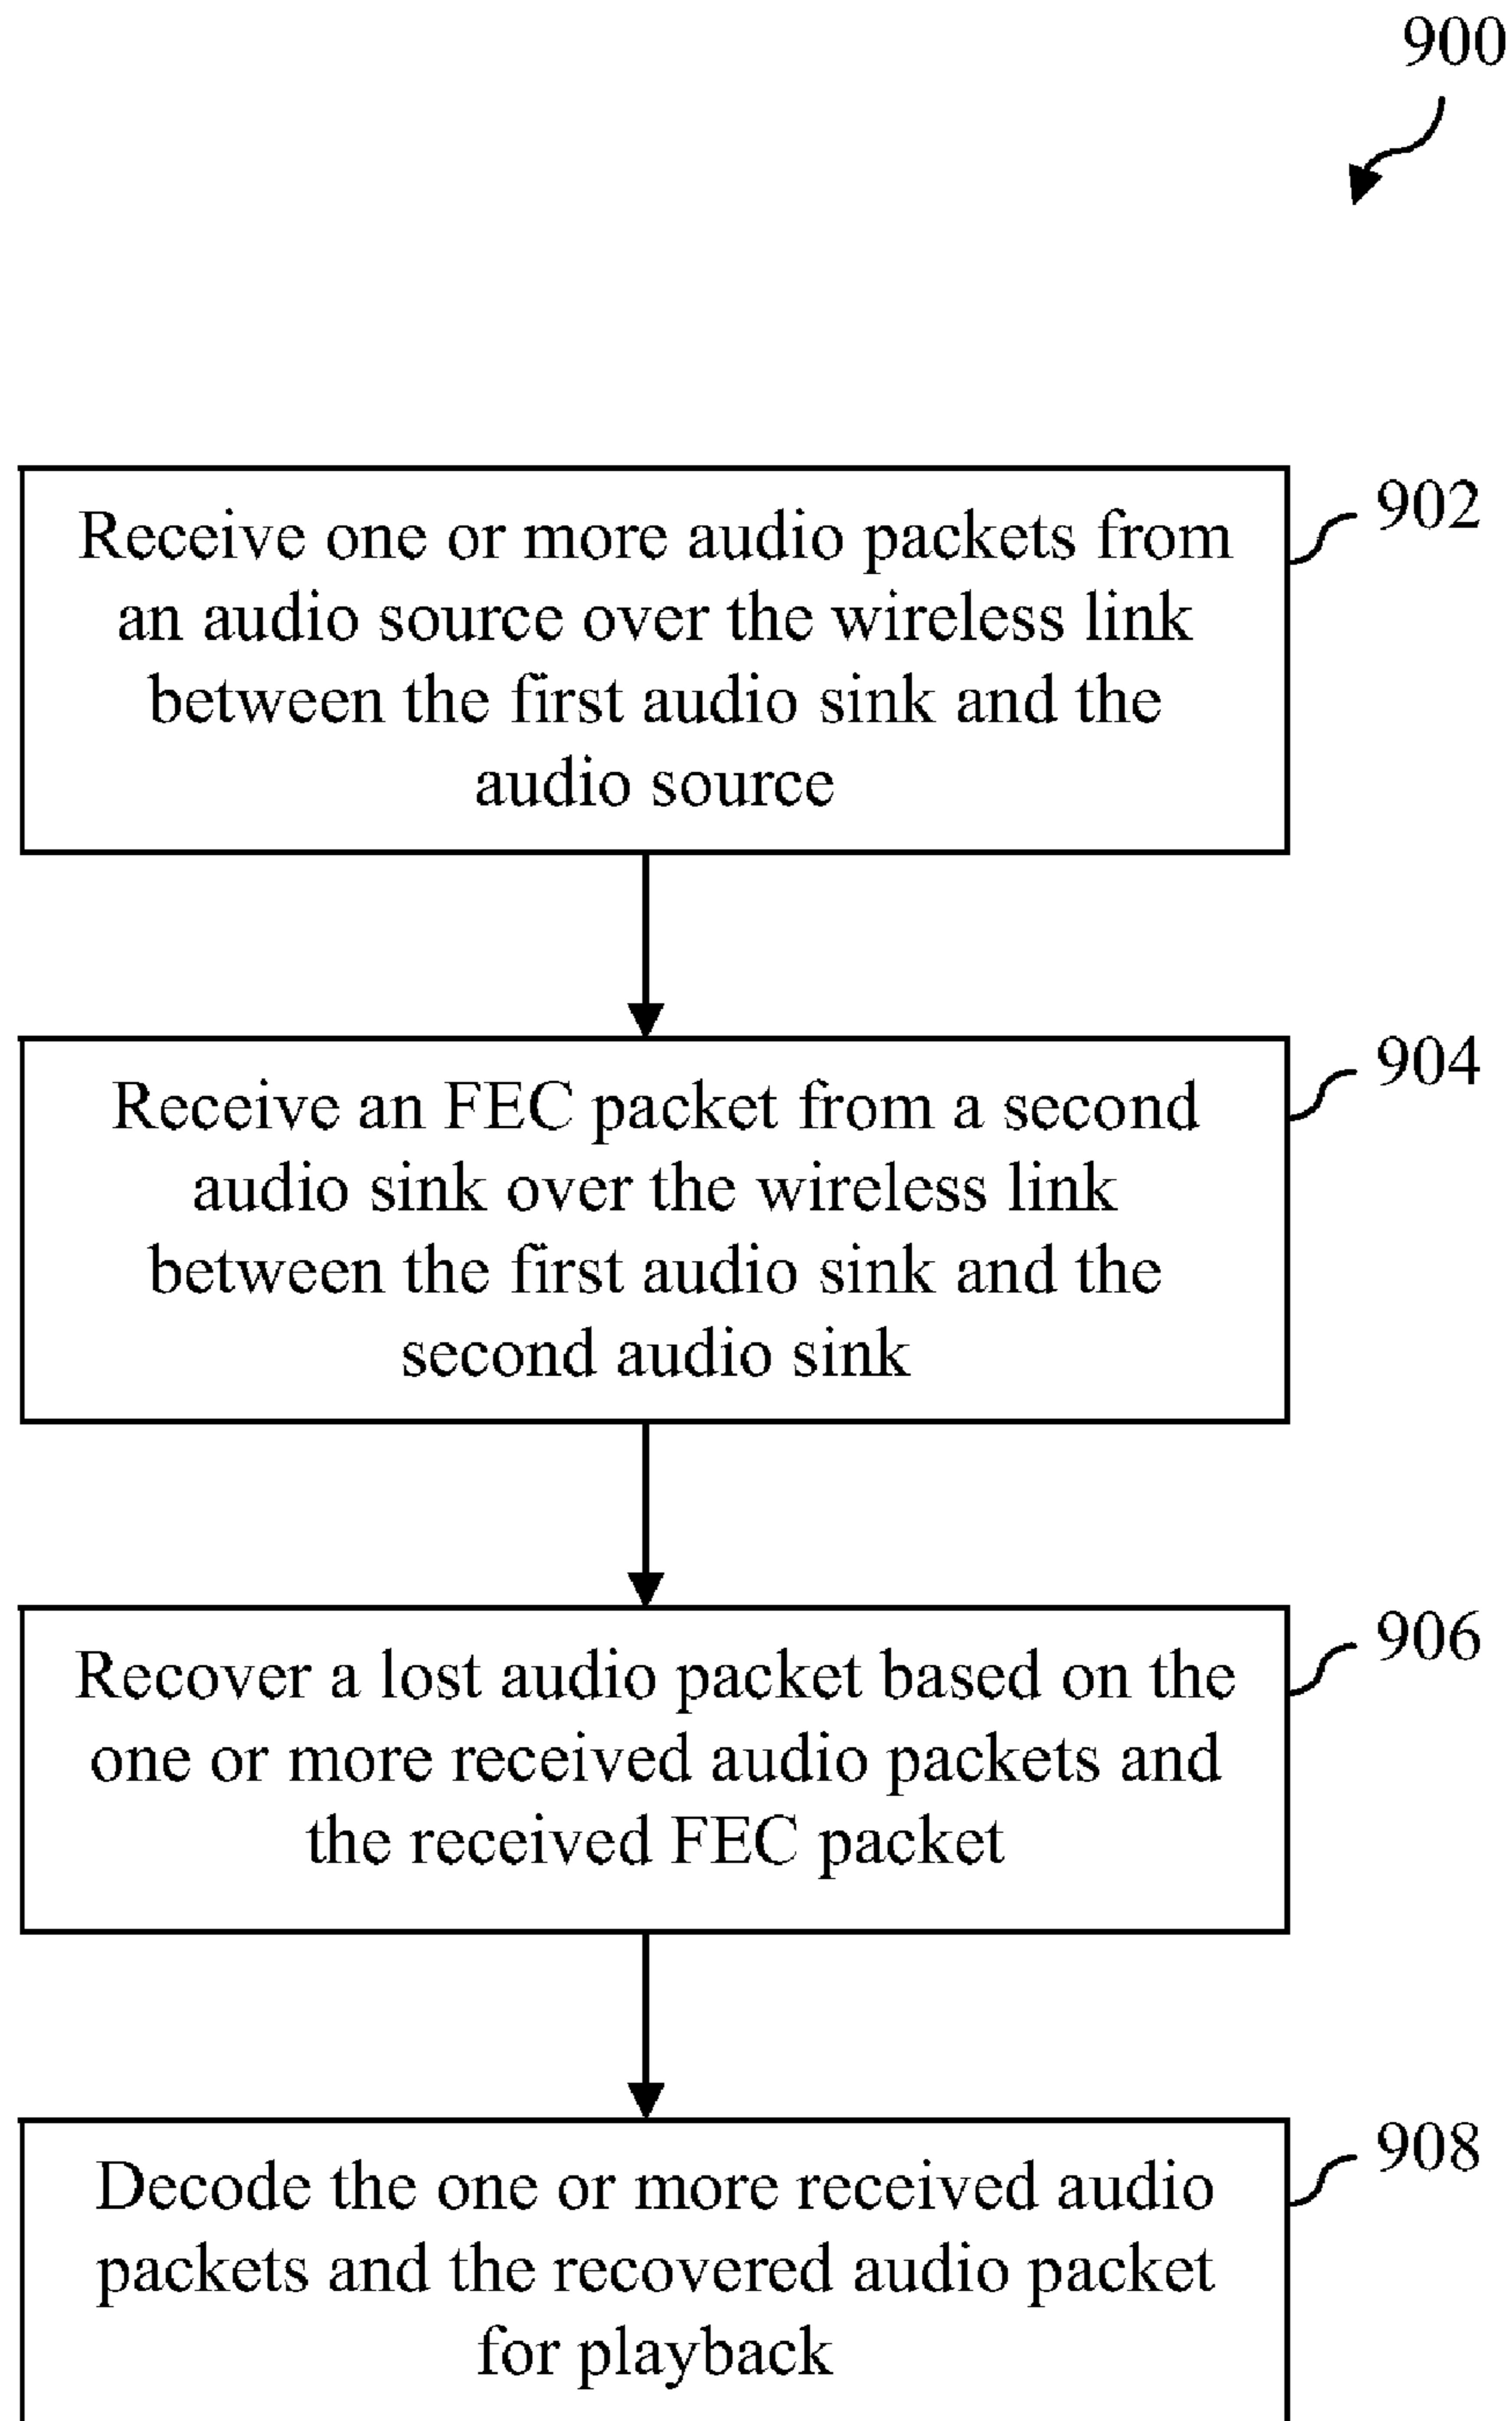 900
Receive one or more audio packets from
an audio source over the wireless link
between the first audio sink and the
audio source
902
Receive an FEC packet from a second
audio sink over the wireless link
between the first audio sink and the
second audio sink
904
Recover a lost audio packet based on the
one or more received audio packets and
the received FEC packet
906
Decode the one or more received audio
packets and the recovered audio packet
for playback
908